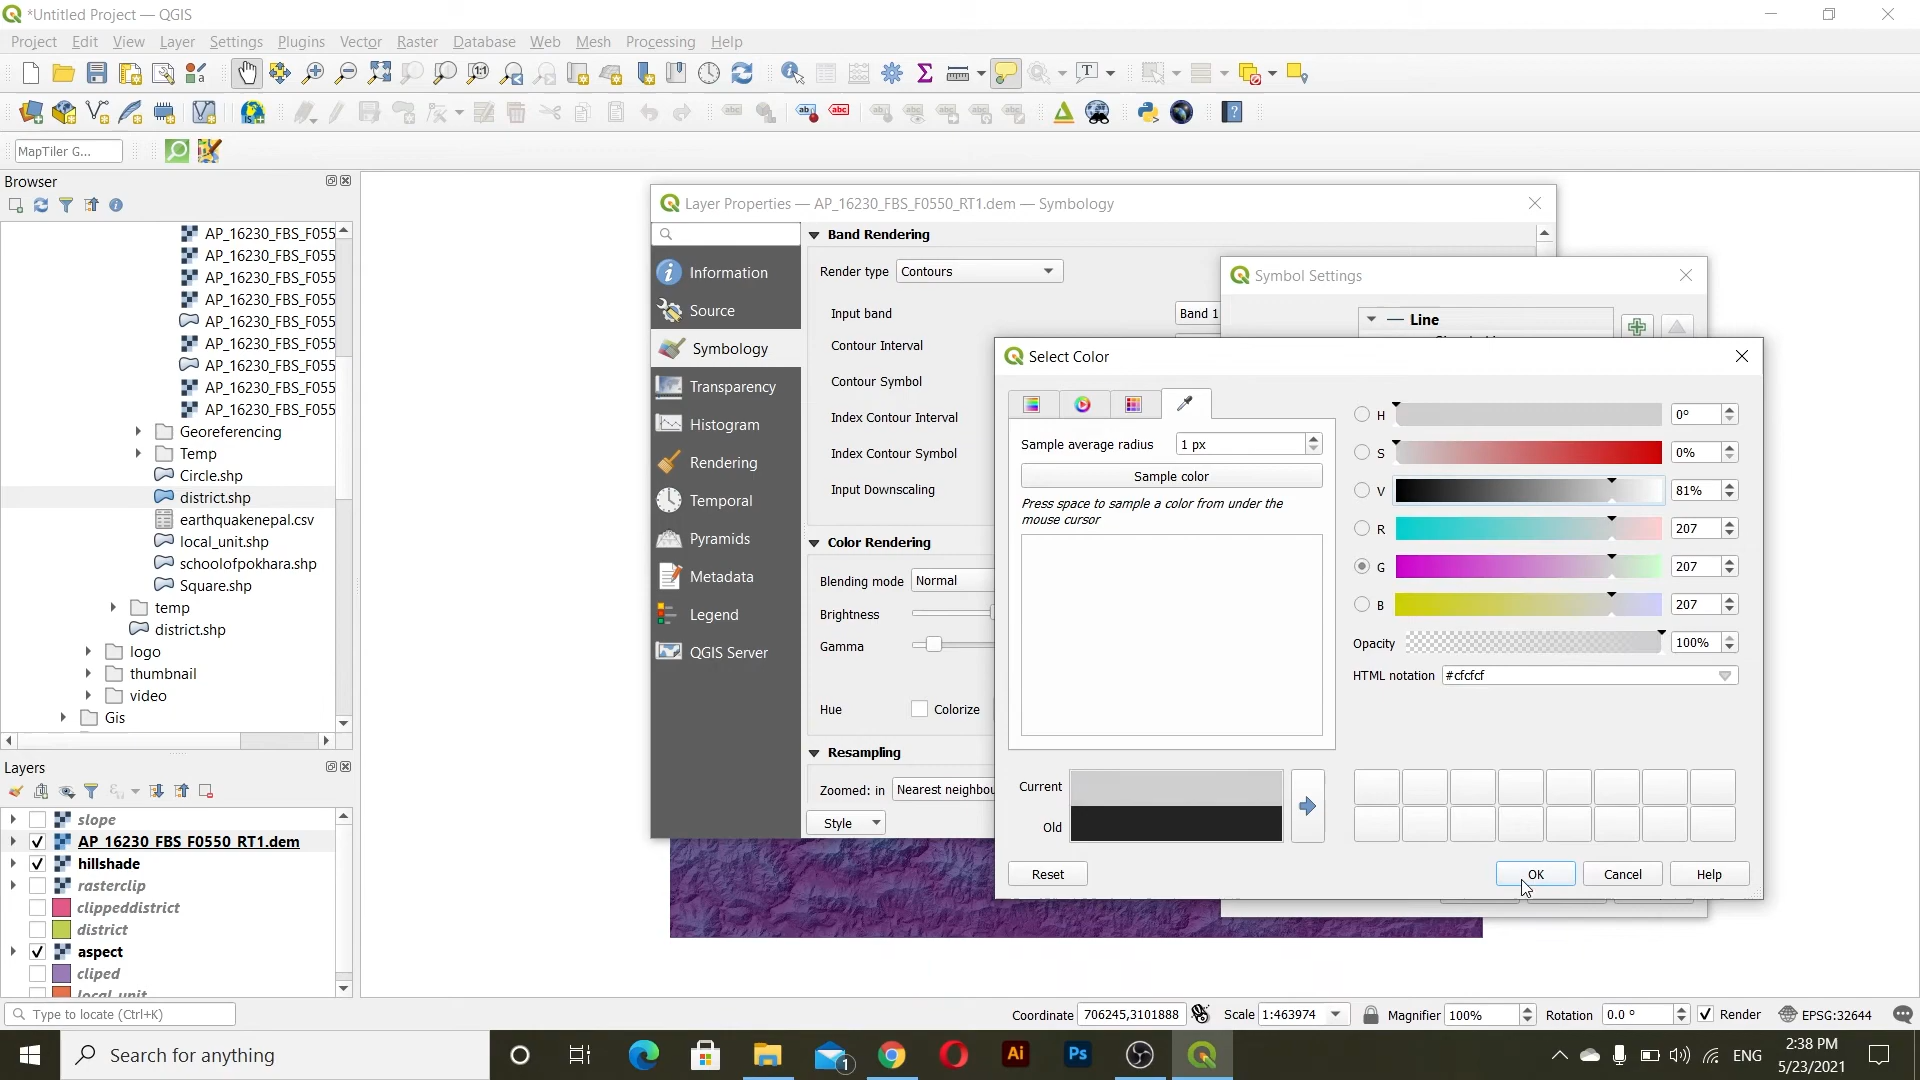 *Untitled Project — QGIS
Project Edit View Layer Settings Plugins Vector Raster Database Web Mesh Processing Help
MapTiler G...
Browser
AP_16230_FBS_F055
AP_16230_FBS_F055
AP_16230_FBS_F055
AP_16230_FBS_F055
AP_16230_FBS_F055
AP_16230_FBS_F055
AP_16230_FBS_F055
AP_16230_FBS_F055
AP_16230_FBS_F055
Georeferencing
Temp
Circle.shp
district.shp
earthquakenepal.csv
local_unit.shp
schoolofpokhara.shp
Square.shp
temp
district.shp
logo
thumbnail
video
Gis
Layers
slope
AP_16230_FBS_F0550_RT1.dem
hillshade
rasterclip
clippeddistrict
district
aspect
cliped
local_unit
Layer Properties — AP_16230_FBS_F0550_RT1.dem — Symbology
Information
Source
Symbology
Transparency
Histogram
Rendering
Temporal
Pyramids
Metadata
Legend
QGIS Server
Band Rendering
Render type Contours
Input band Band 1
Contour Interval
Contour Symbol
Index Contour Interval
Index Contour Symbol
Input Downscaling
Color Rendering
Blending mode Normal
Brightness
Gamma
Hue Colorize
Resampling
Zoomed: in Nearest neighbou
Style
Symbol Settings
Line
Select Color
Sample average radius 1 px
Sample color
Press space to sample a color from under the
mouse cursor
H 0°
S 0%
V 81%
R 207
G 207
B 207
Opacity 100%
HTML notation #cfcfcf
Current
Old
Reset OK Cancel Help
Type to locate (Ctrl+K)
Coordinate 706245,3101888 Scale 1:463974 Magnifier 100% Rotation 0.0 ° Render EPSG:32644
Search for anything
1
Ai
Ps
ENG
2:38 PM
5/23/2021